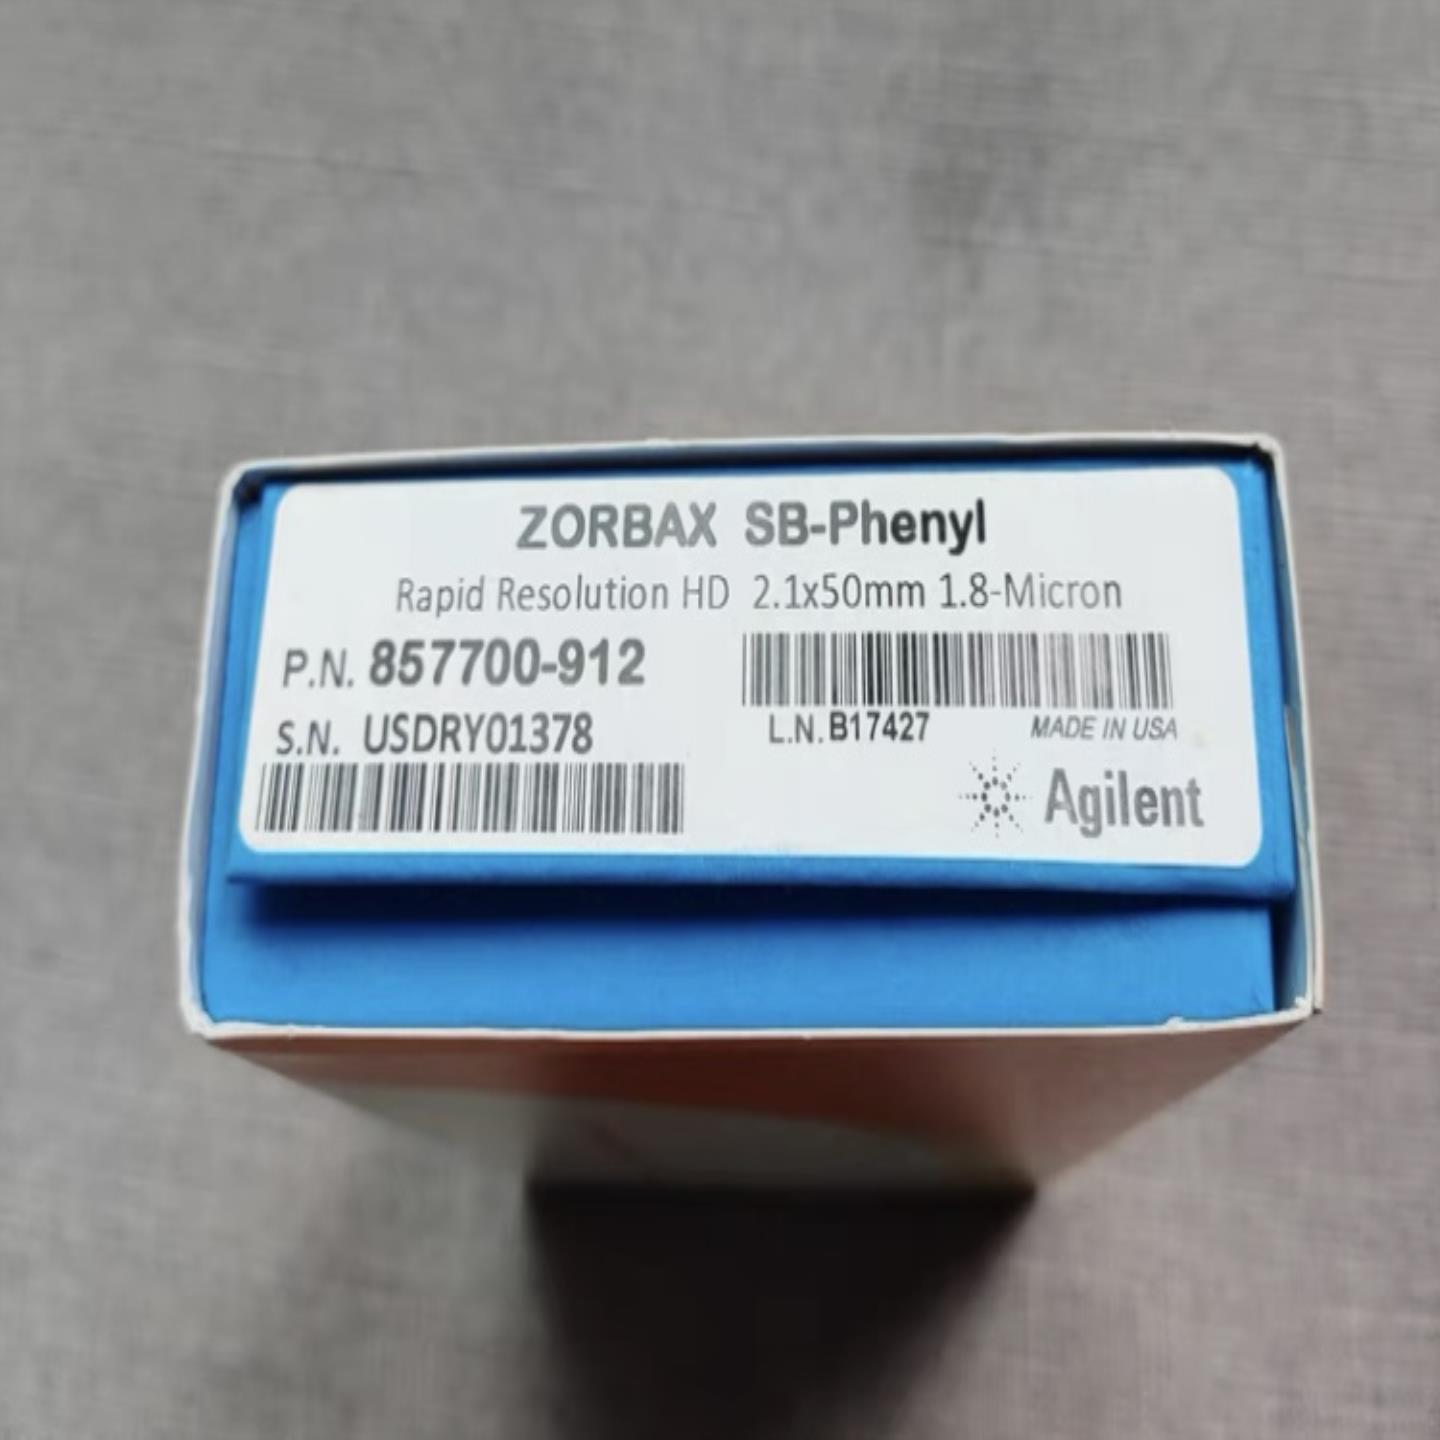 ZORBAX SB-Phenyl
Rapid Resolution HD 2.1x50mm 1.8-Micron
P.N. 857700-912
S.N. USDRY01378
L.N. B17427 MADE IN USA
Agilent